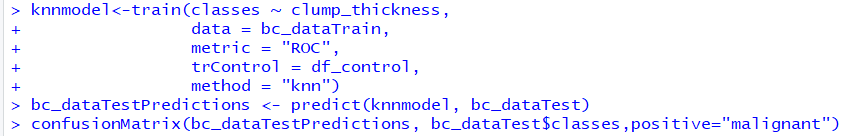 > knnmodel<-train(classes ~ clump_thickness,
+                 data = bc_dataTrain,
+                 metric = "ROC",
+                 trControl = df_control,
+                 method = "knn")
> bc_dataTestPredictions <- predict(knnmodel, bc_dataTest)
> confusionMatrix(bc_dataTestPredictions, bc_dataTest$classes,positive="malignant")